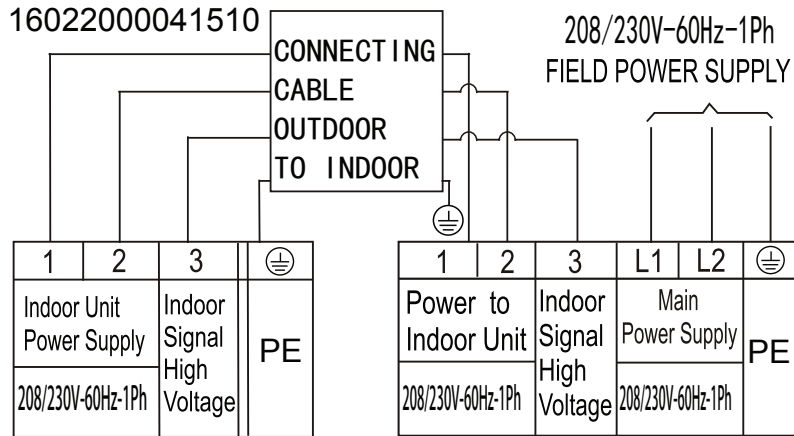 16022000041510
CONNECTING
CABLE
OUTDOOR
TO INDOOR
208/230V-60Hz-1Ph
FIELD POWER SUPPLY
1 2 3
Indoor Unit
Power Supply
208/230V-60Hz-1Ph
Indoor
Signal
High
Voltage
PE
1 2 3 L1 L2
Power to
Indoor Unit
208/230V-60Hz-1Ph
Indoor
Signal
High
Voltage
Main
Power Supply
208/230V-60Hz-1Ph
PE